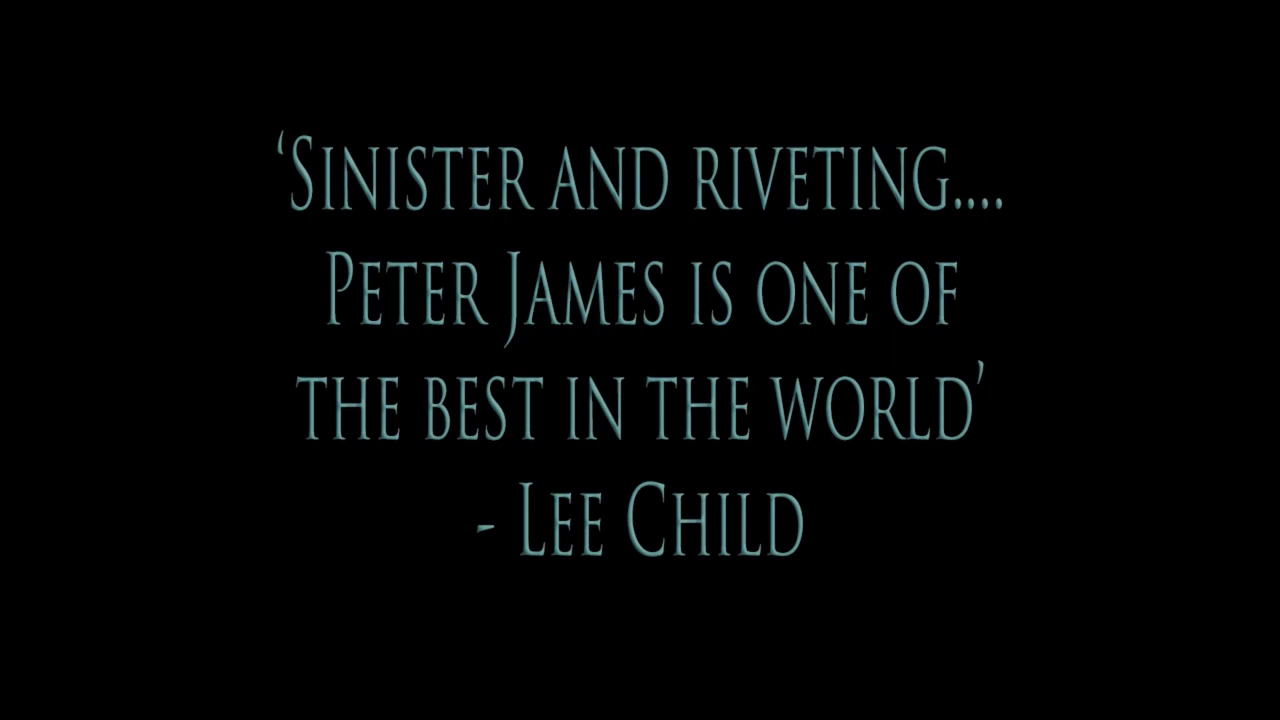 ‘Sinister and riveting....
Peter James is one of
the best in the world’
- Lee Child